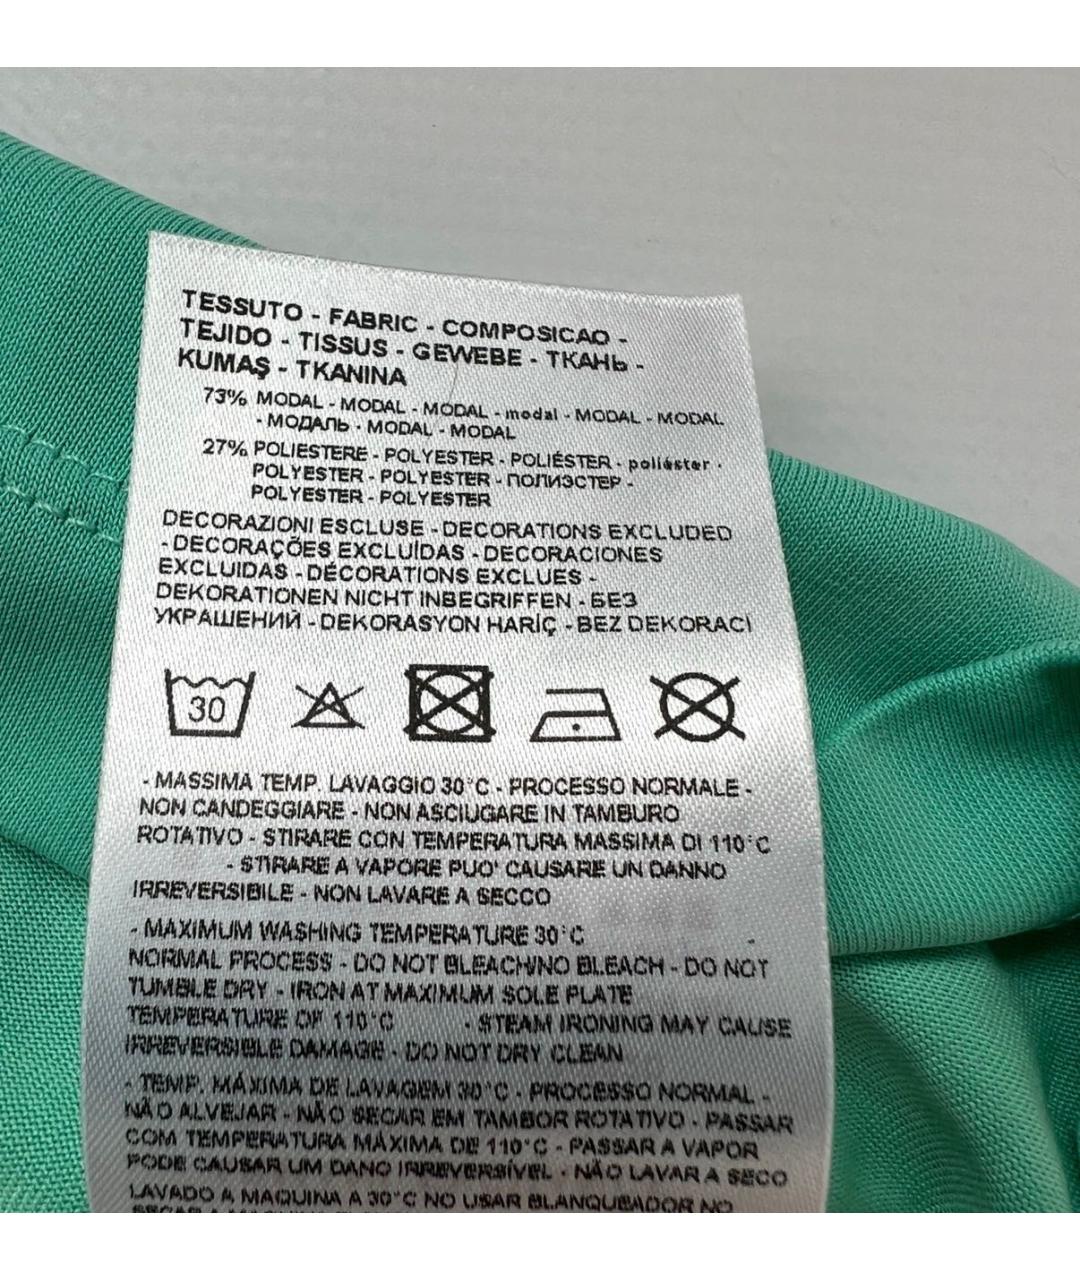 TESSUTO - FABRIC - COMPOSICAO -
TEJIDO - TISSUS - GEWEBE - ТКАНЬ -
KUMAŞ - TKANINA
73% MODAL - MODAL - MODAL - modal - MODAL - MODAL
- МОДАЛЬ - MODAL - MODAL
27% POLIESTERE - POLYESTER - POLIÉSTER - poliéster -
POLYESTER - POLYESTER - ПОЛИЭСТЕР -
POLYESTER - POLYESTER
DECORAZIONI ESCLUSE - DECORATIONS EXCLUDED
- DECORAÇÕES EXCLUÍDAS - DECORACIONES
EXCLUIDAS - DÉCORATIONS EXCLUES -
DEKORATIONEN NICHT INBEGRIFFEN - БЕЗ
УКРАШЕНИЙ - DEKORASYON HARİÇ - BEZ DEKORACJ
30
- MASSIMA TEMP. LAVAGGIO 30°C - PROCESSO NORMALE -
NON CANDEGGIARE - NON ASCIUGARE IN TAMBURO
ROTATIVO - STIRARE CON TEMPERATURA MASSIMA DI 110°C
- STIRARE A VAPORE PUO' CAUSARE UN DANNO
IRREVERSIBILE - NON LAVARE A SECCO
- MAXIMUM WASHING TEMPERATURE 30°C -
NORMAL PROCESS - DO NOT BLEACH/NO BLEACH - DO NOT
TUMBLE DRY - IRON AT MAXIMUM SOLE PLATE
TEMPERATURE OF 110°C - STEAM IRONING MAY CAUSE
IRREVERSIBLE DAMAGE - DO NOT DRY CLEAN
- TEMP. MÁXIMA DE LAVAGEM 30°C - PROCESSO NORMAL -
NÃO ALVEJAR - NÃO SECAR EM TAMBOR ROTATIVO - PASSAR
COM TEMPERATURA MÁXIMA DE 110°C - PASSAR A VAPOR
PODE CAUSAR UM DANO IRREVERSÍVEL - NÃO LAVAR A SECO
LAVADO A MAQUINA A 30°C NO USAR BLANQUEADOR NO